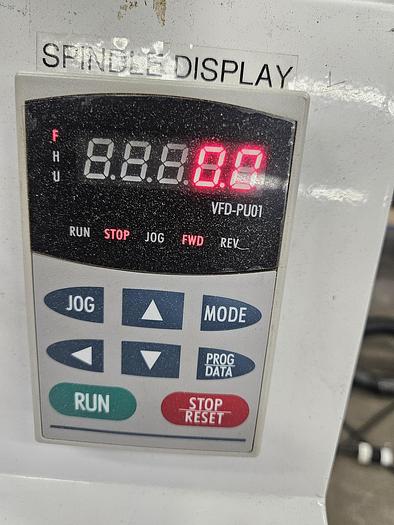 SPINDLE DISPLAY
F
H
U
0.0
VFD-PU01
RUN STOP JOG FWD REV
JOG MODE
PROG
DATA
RUN STOP
RESET